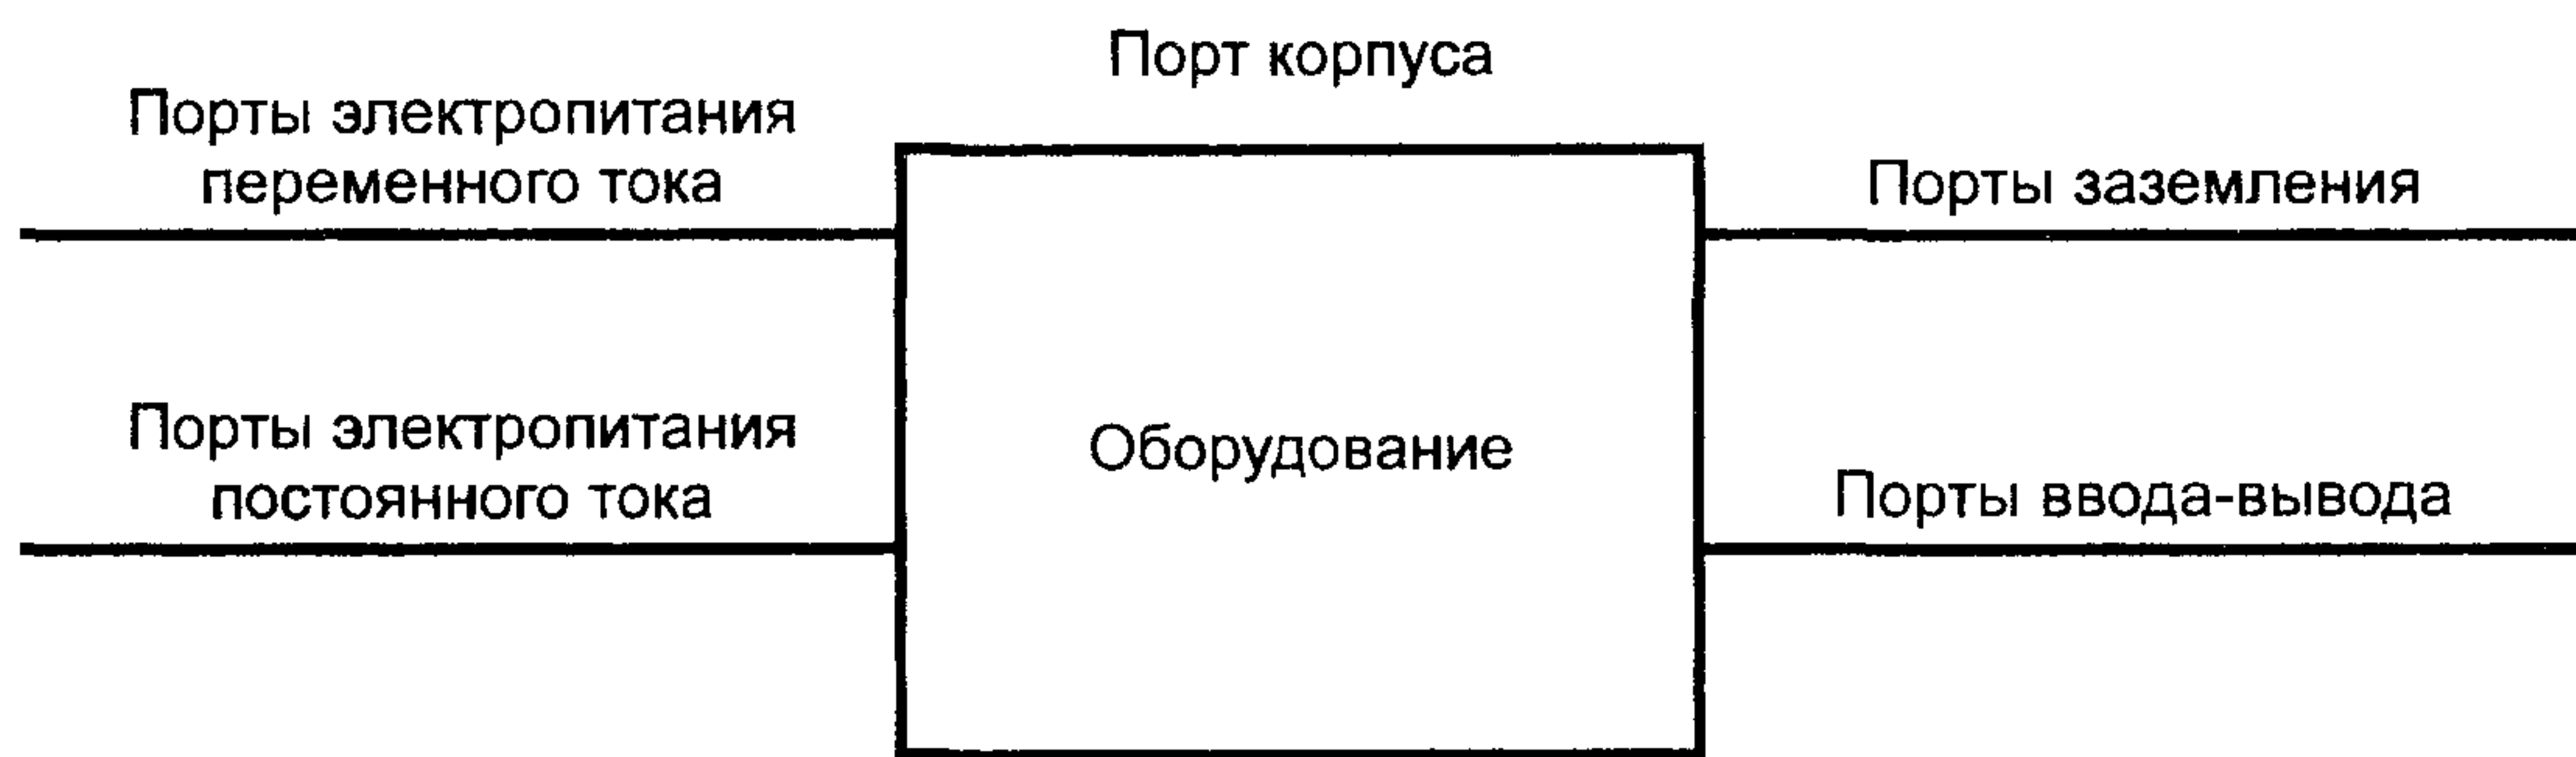 Порт корпуса
Порты электропитания
переменного тока
Порты заземления
Порты электропитания
постоянного тока
Оборудование
Порты ввода-вывода